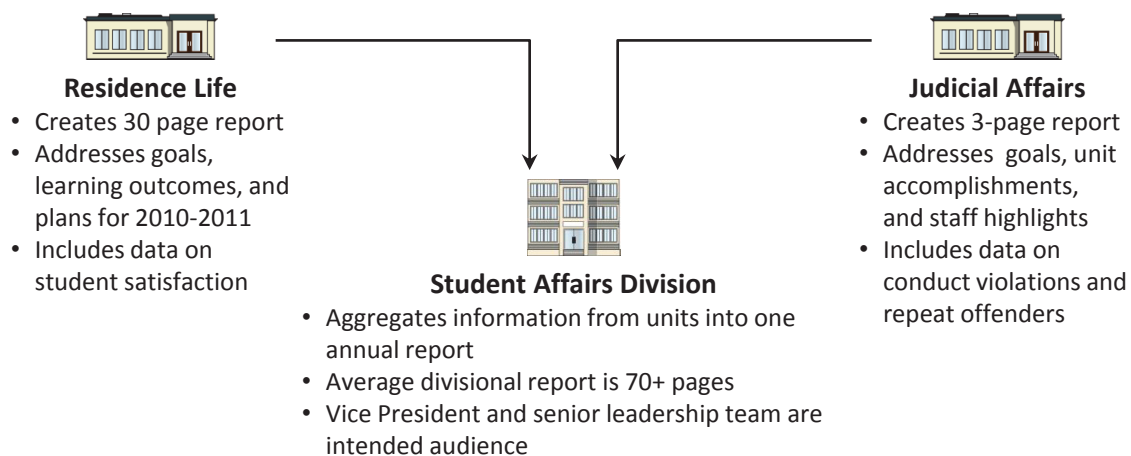 Residence Life
• Creates 30 page report
• Addresses goals,
learning outcomes, and
plans for 2010-2011
• Includes data on
student satisfaction
Judicial Affairs
• Creates 3-page report
• Addresses goals, unit
accomplishments,
and staff highlights
• Includes data on
conduct violations and
repeat offenders
Student Affairs Division
• Aggregates information from units into one
annual report
• Average divisional report is 70+ pages
• Vice President and senior leadership team are
intended audience